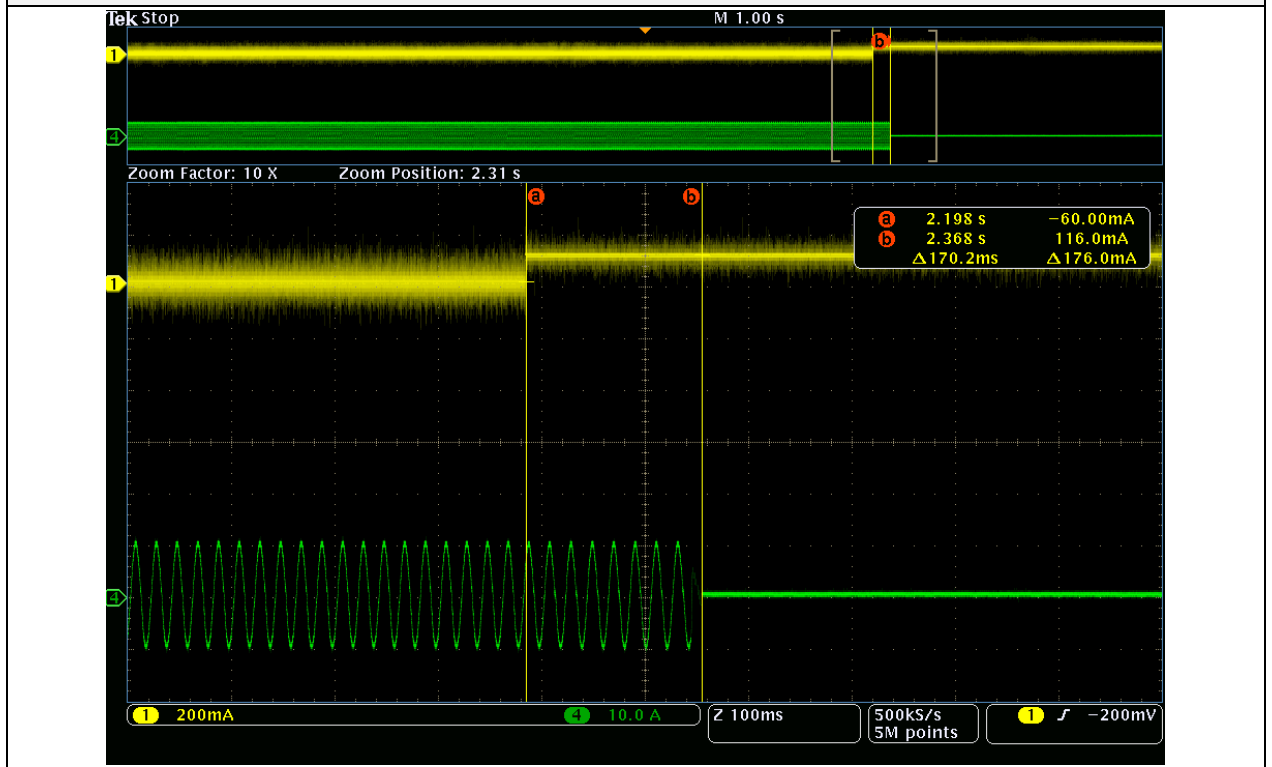 Tek Stop M 1.00 s
b
1
4
Zoom Factor: 10 X Zoom Position: 2.31 s
a b
a 2.198 s −60.00mA
b 2.368 s 116.0mA
Δ170.2ms Δ176.0mA
1
4
1 200mA 4 10.0 A Z 100ms 500kS/s 1 −200mV
5M points